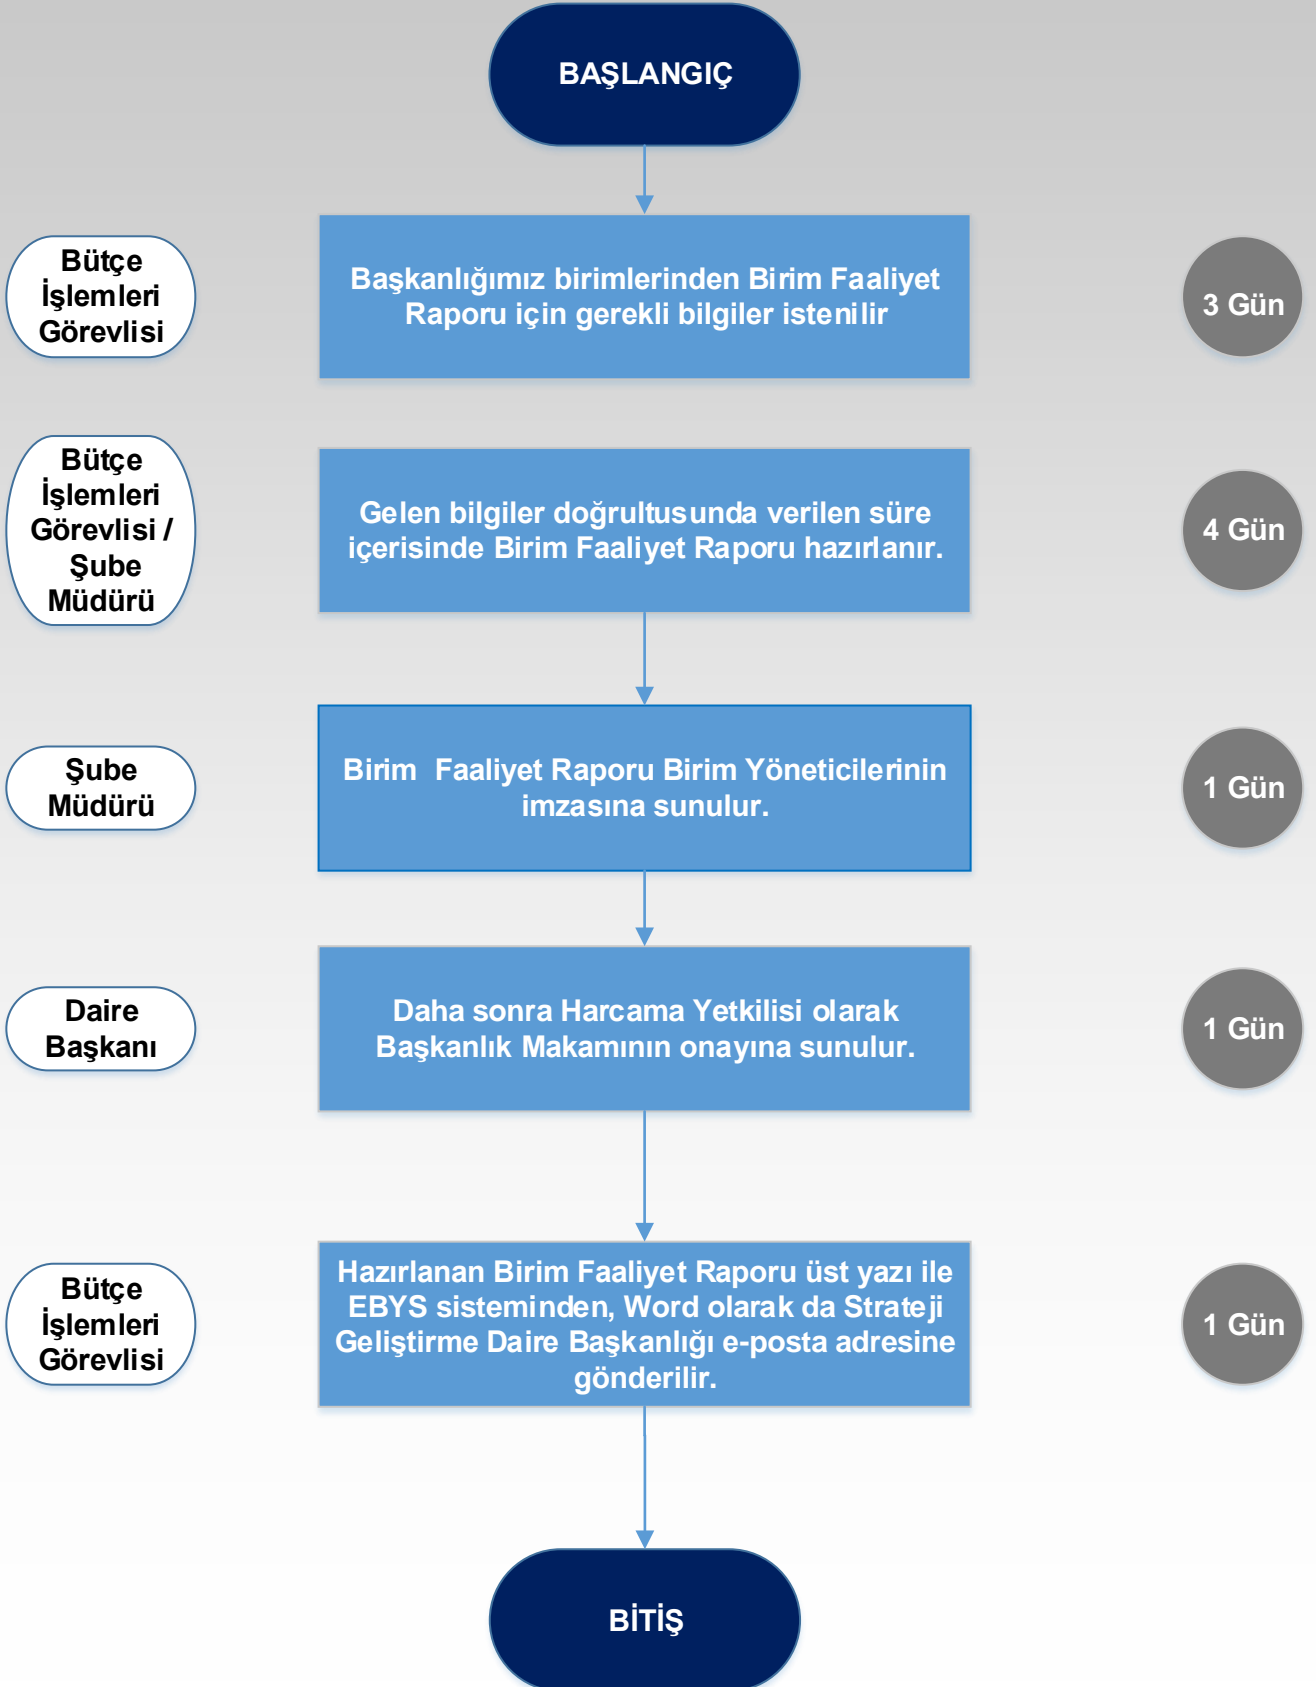 BAŞLANGIÇ
Bütçe
İşlemleri
Görevlisi
Başkanlığımız birimlerinden Birim Faaliyet
Raporu için gerekli bilgiler istenilir
3 Gün
Bütçe
İşlemleri
Görevlisi /
Şube
Müdürü
Gelen bilgiler doğrultusunda verilen süre
içerisinde Birim Faaliyet Raporu hazırlanır.
4 Gün
Şube
Müdürü
Birim Faaliyet Raporu Birim Yöneticilerinin
imzasına sunulur.
1 Gün
Daire
Başkanı
Daha sonra Harcama Yetkilisi olarak
Başkanlık Makamının onayına sunulur.
1 Gün
Bütçe
İşlemleri
Görevlisi
Hazırlanan Birim Faaliyet Raporu üst yazı ile
EBYS sisteminden, Word olarak da Strateji
Geliştirme Daire Başkanlığı e-posta adresine
gönderilir.
1 Gün
BİTİŞ